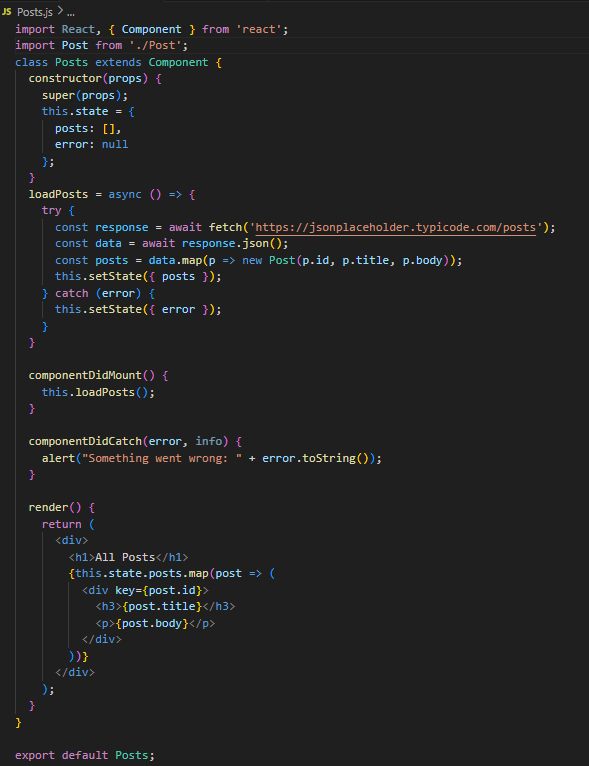 JS Posts.js > ...
import React, { Component } from 'react';
import Post from './Post';
class Posts extends Component {
  constructor(props) {
    super(props);
    this.state = {
      posts: [],
      error: null
    };
  }
  loadPosts = async () => {
    try {
      const response = await fetch('https://jsonplaceholder.typicode.com/posts');
      const data = await response.json();
      const posts = data.map(p => new Post(p.id, p.title, p.body));
      this.setState({ posts });
    } catch (error) {
      this.setState({ error });
    }
  }

  componentDidMount() {
    this.loadPosts();
  }

  componentDidCatch(error, info) {
    alert("Something went wrong: " + error.toString());
  }

  render() {
    return (
      <div>
        <h1>All Posts</h1>
        {this.state.posts.map(post => (
          <div key={post.id}>
            <h3>{post.title}</h3>
            <p>{post.body}</p>
          </div>
        ))}
      </div>
    );
  }
}

export default Posts;